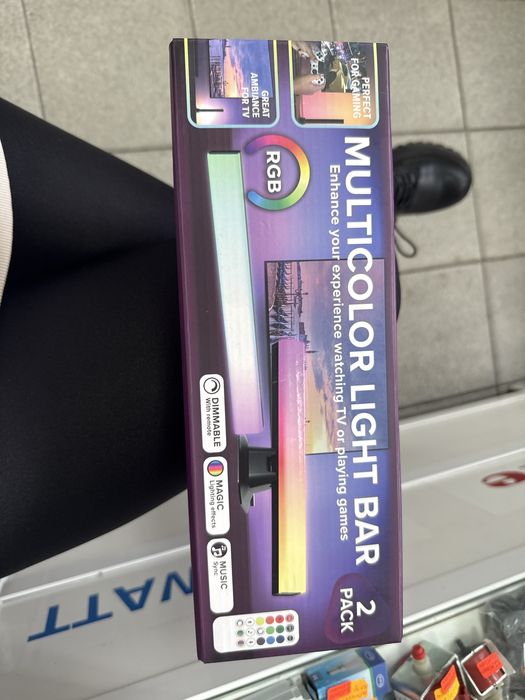 GREAT
AMBIANCE
FOR TV
PERFECT
FOR GAMING
RGB
MULTICOLOR LIGHT BAR
Enhance your experience watching TV or playing games
2
PACK
DIMMABLE
With remote
MAGIC
Lighting effects
MUSIC
Sync
WATT